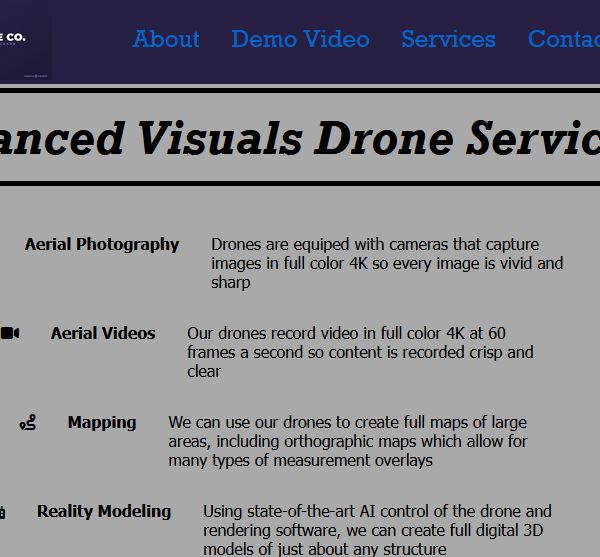 E CO.
About Demo Video Services Contac
anced Visuals Drone Servic
Aerial Photography Drones are equiped with cameras that capture
images in full color 4K so every image is vivid and
sharp
Aerial Videos Our drones record video in full color 4K at 60
frames a second so content is recorded crisp and
clear
Mapping We can use our drones to create full maps of large
areas, including orthographic maps which allow for
many types of measurement overlays
Reality Modeling Using state-of-the-art AI control of the drone and
rendering software, we can create full digital 3D
models of just about any structure